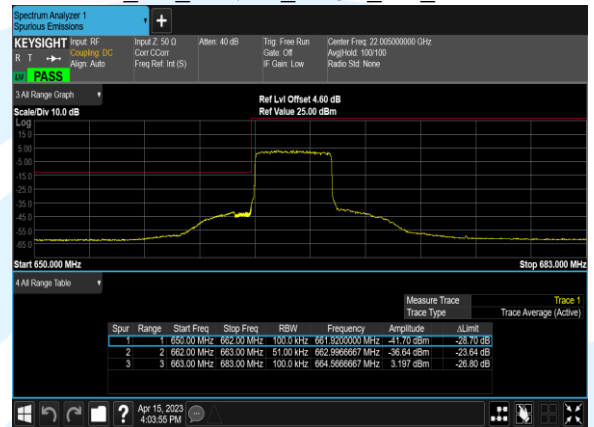 Spectrum Analyzer 1
Spurious Emissions
+
KEYSIGHT Input: RF Input Z: 50 Ω Atten: 40 dB Trig: Free Run Center Freq: 22.005000000 GHz
R T Coupling: DC Corr CCorr Gate: Off Avg|Hold: 100/100
Align: Auto Freq Ref: Int (S) IF Gain: Low Radio Std: None
LV PASS
3 All Range Graph
Ref Lvl Offset 4.60 dB
Scale/Div 10.0 dB Ref Value 25.00 dBm
Log
15.0
5.00
-5.00
-15.0
-25.0
-35.0
-45.0
-55.0
-65.0
Start 650.000 MHz Stop 683.000 MHz
4 All Range Table
Measure Trace Trace 1
Trace Type Trace Average (Active)
Spur Range Start Freq Stop Freq RBW Frequency Amplitude ΔLimit
1 1 650.00 MHz 662.00 MHz 100.0 kHz 661.9200000 MHz -41.70 dBm -28.70 dB
2 2 662.00 MHz 663.00 MHz 51.00 kHz 662.9966667 MHz -36.64 dBm -23.64 dB
3 3 663.00 MHz 683.00 MHz 100.0 kHz 664.5666667 MHz 3.197 dBm -26.80 dB
? Apr 15, 2023
4:03:55 PM